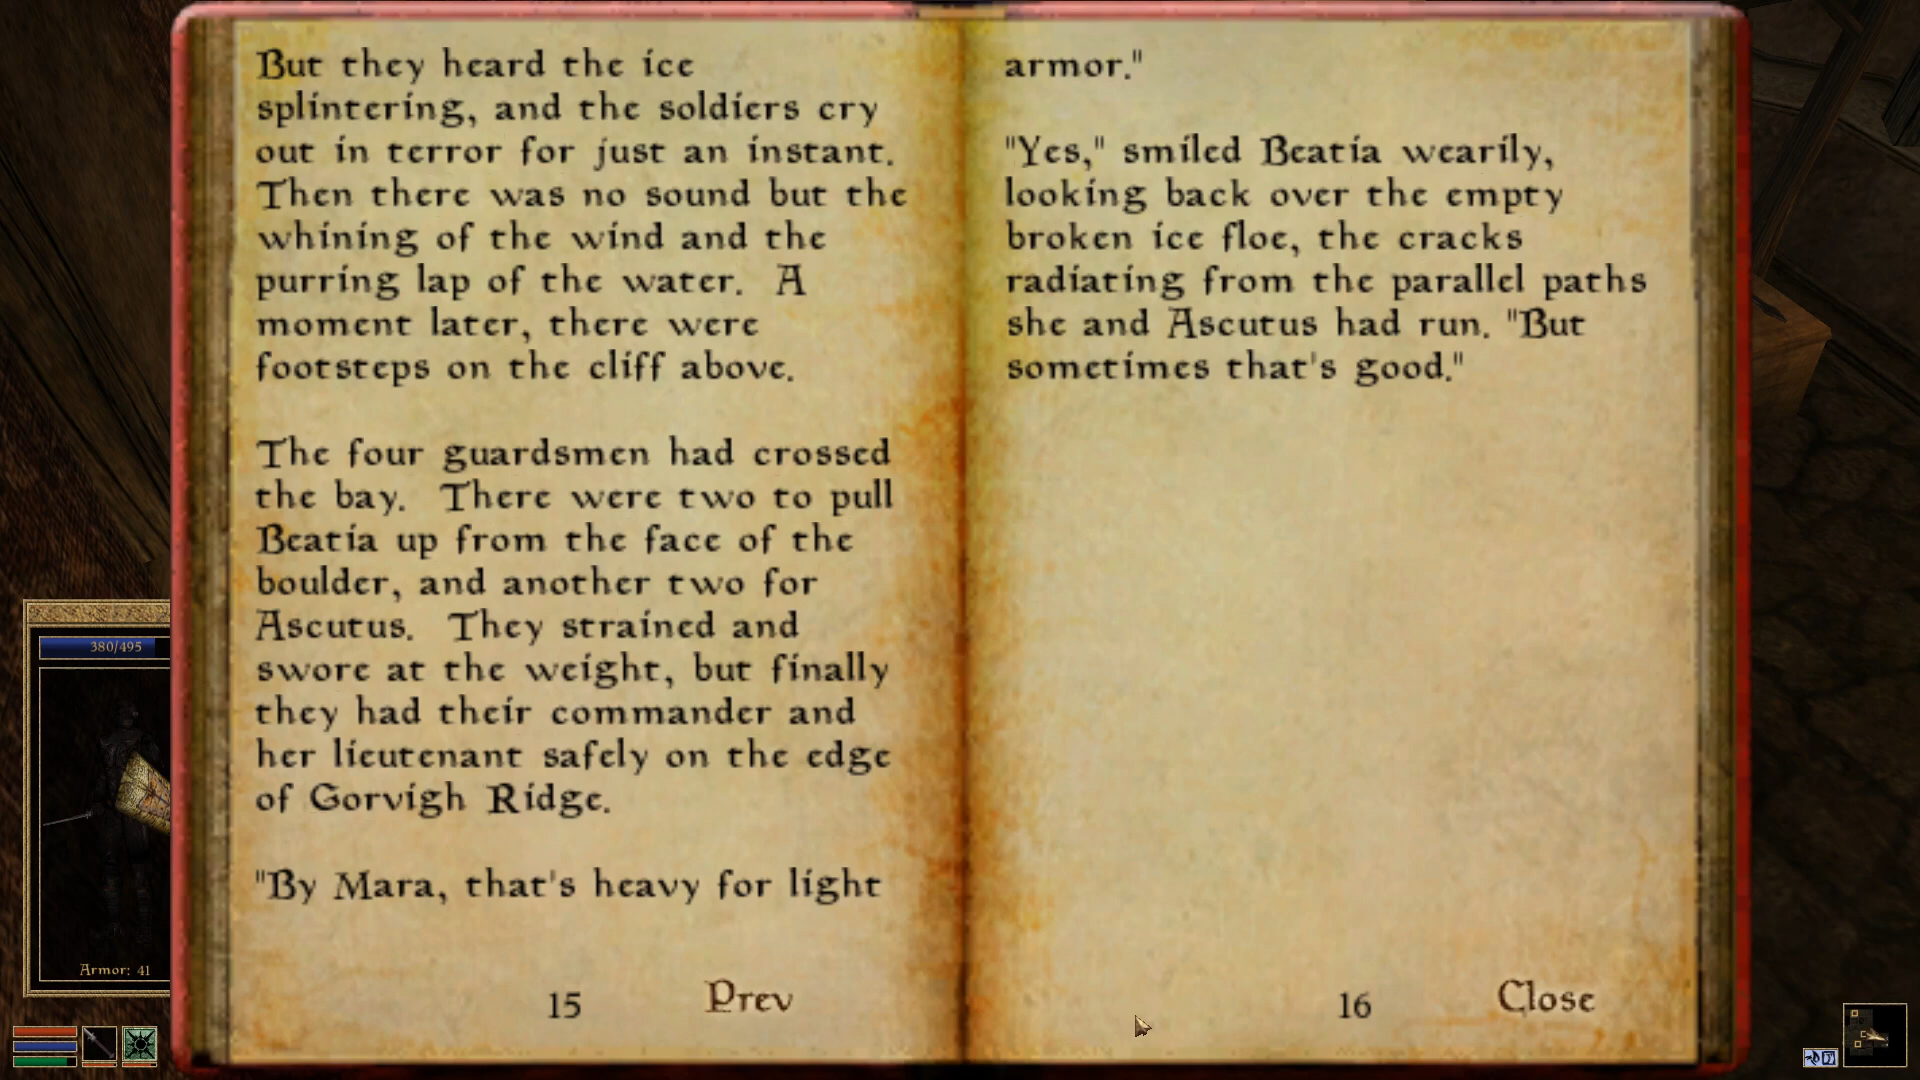 But they heard the ice
splintering, and the soldiers cry
out in terror for just an instant.
Then there was no sound but the
whining of the wind and the
purring lap of the water.  A
moment later, there were
footsteps on the cliff above.
The four guardsmen had crossed
the bay.  There were two to pull
Beatia up from the face of the
boulder, and another two for
Ascutus.  They strained and
swore at the weight, but finally
they had their commander and
her lieutenant safely on the edge
of Gorvigh Ridge.
"By Mara, that's heavy for light
15
Prev
armor."
"Yes," smiled Beatia wearily,
looking back over the empty
broken ice floe, the cracks
radiating from the parallel paths
she and Ascutus had run. "But
sometimes that's good."
16
Close
380/495
Armor: 41